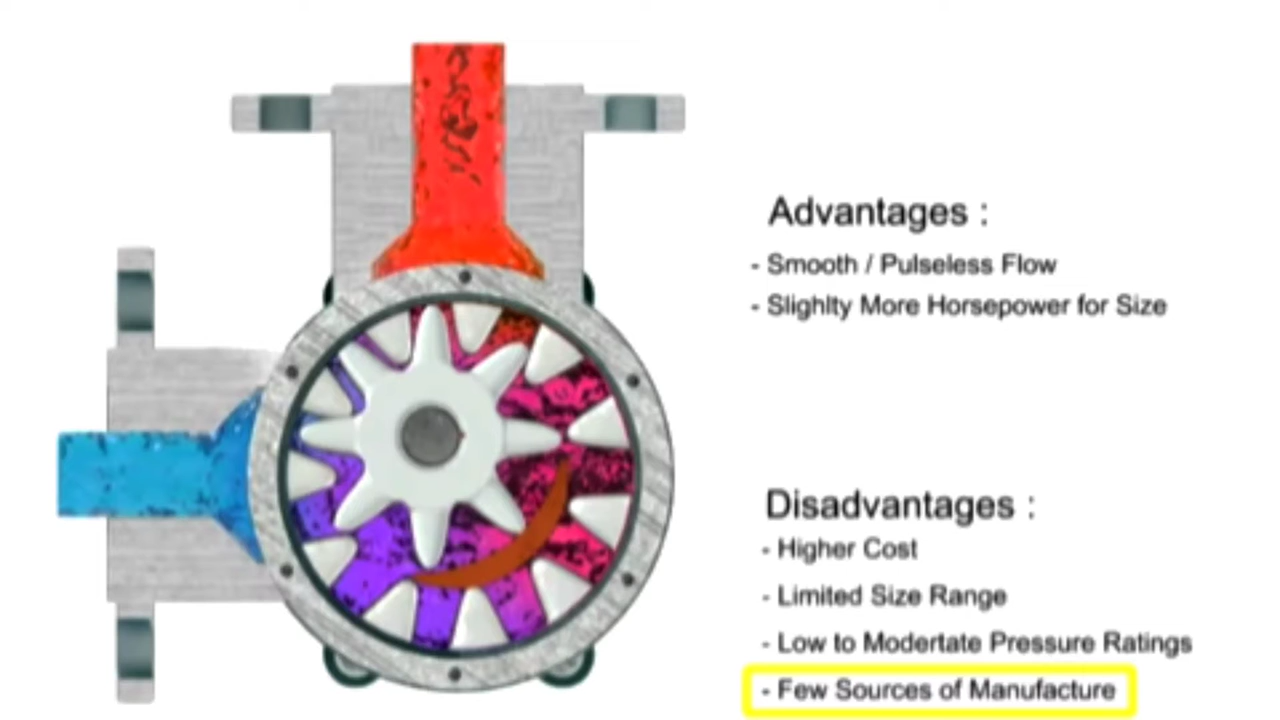 Advantages :
- Smooth / Pulseless Flow
- Slighlty More Horsepower for Size
Disadvantages :
- Higher Cost
- Limited Size Range
- Low to Modertate Pressure Ratings
- Few Sources of Manufacture